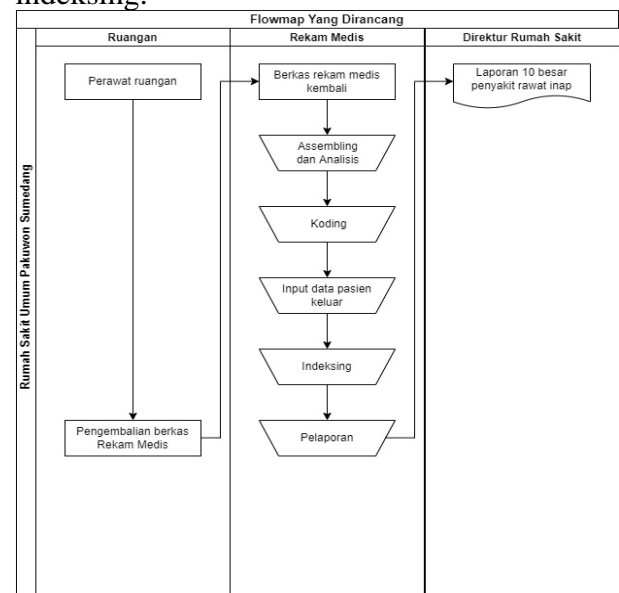 indeksing.
Flowmap Yang Dirancang
Ruangan
Rekam Medis
Direktur Rumah Sakit
Rumah Sakit Umum Pakuwon Sumedang
Perawat ruangan
Pengembalian berkas
Rekam Medis
Berkas rekam medis
kembali
Assembling
dan Analisis
Koding
Input data pasien
keluar
Indeksing
Pelaporan
Laporan 10 besar
penyakit rawat inap